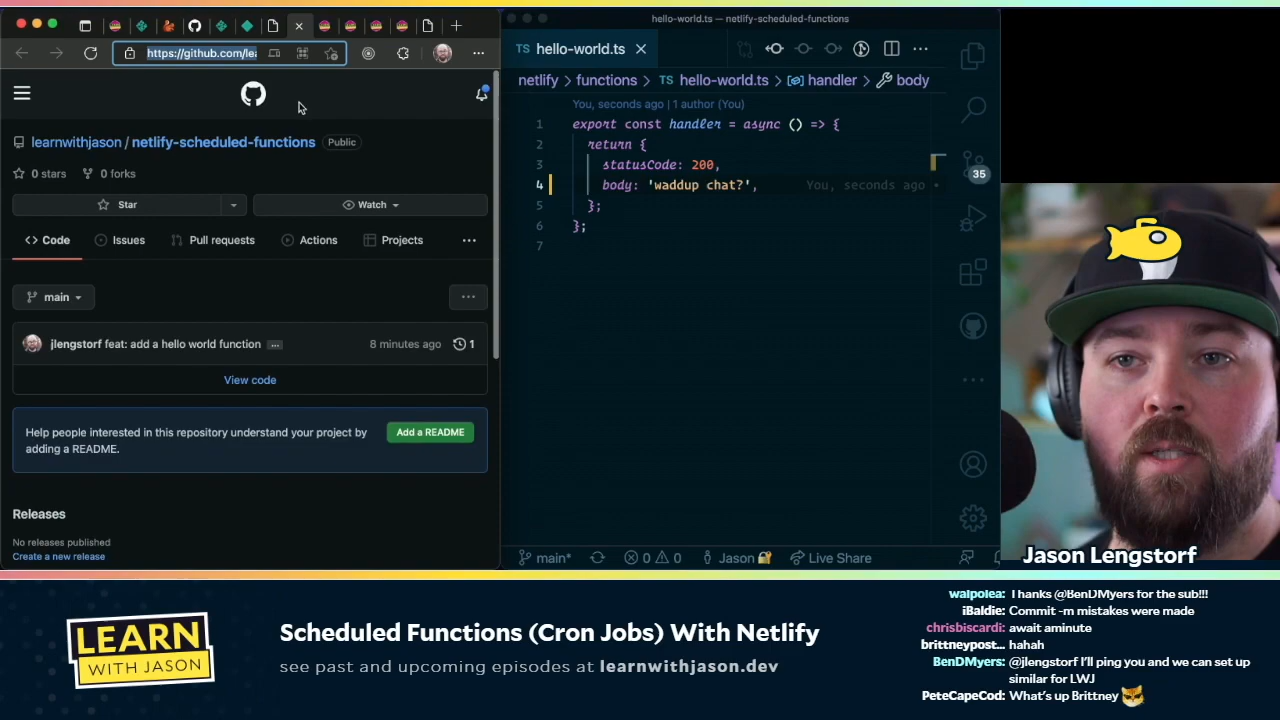 https://github.com/lea
learnwithjason / netlify-scheduled-functions Public
0 stars 0 forks
Star Watch
Code Issues Pull requests Actions Projects
main
jlengstorf feat: add a hello world function ... 8 minutes ago 1
View code
Help people interested in this repository understand your project by
adding a README.
Add a README
Releases
No releases published
Create a new release
hello-world.ts — netlify-scheduled-functions
TS hello-world.ts
netlify > functions > TS hello-world.ts > handler > body
You, seconds ago | 1 author (You)
1 export const handler = async () => {
2 return {
3 statusCode: 200,
4 body: 'waddup chat?', You, seconds ago •
5 };
6 };
7
35
main* 0 0 Jason Live Share
Jason Lengstorf
LEARN
WITH JASON
Scheduled Functions (Cron Jobs) With Netlify
see past and upcoming episodes at learnwithjason.dev
walpolea: Thanks @BenDMyers for the sub!!!
iBaldie: Commit -m mistakes were made
chrisbiscardi: await aminute
brittneypost...: hahah
BenDMyers: @jlengstorf I'll ping you and we can set up
similar for LWJ
PeteCapeCod: What's up Brittney